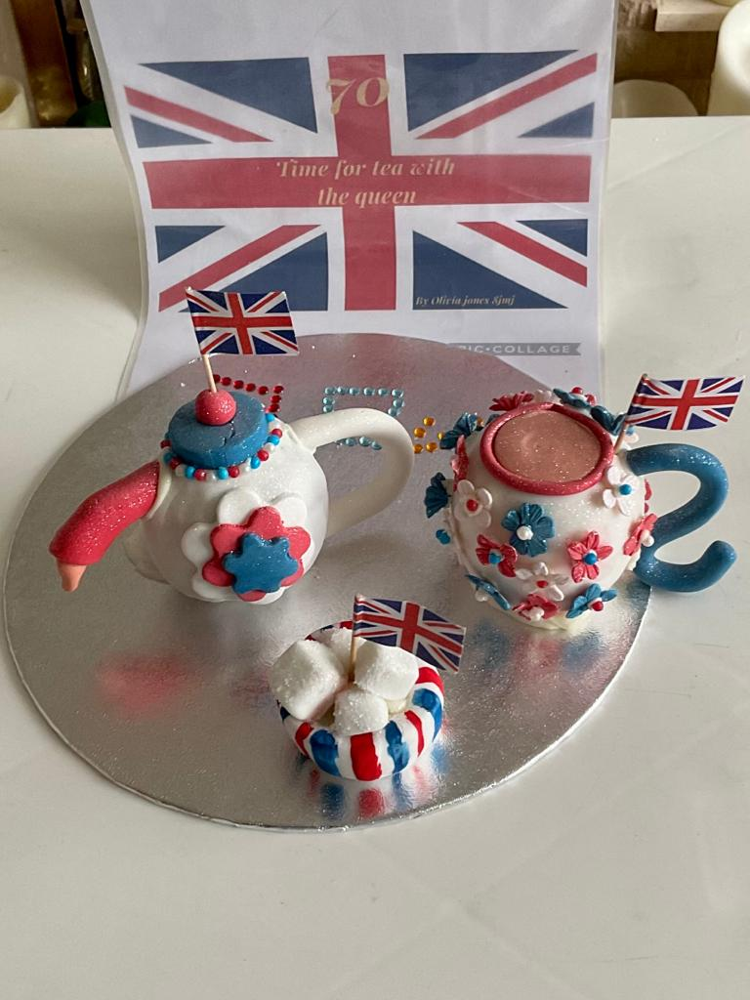 70
Time for tea with
the queen
By Olivia jones 8jmj
PIC•COLLAGE